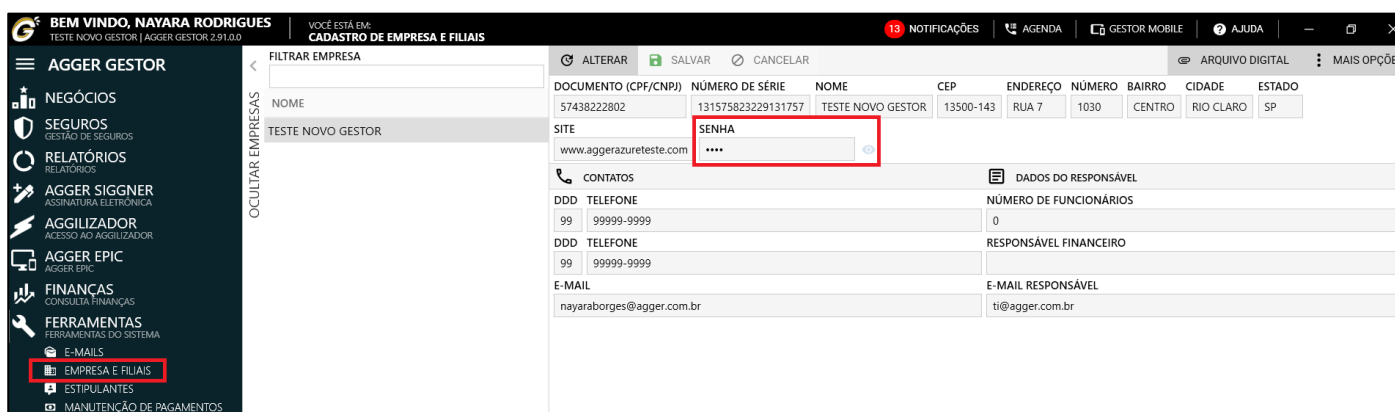 BEM VINDO, NAYARA RODRIGUES
TESTE NOVO GESTOR | AGGER GESTOR 2.91.0.0
VOCÊ ESTÁ EM:
CADASTRO DE EMPRESA E FILIAIS
13 NOTIFICAÇÕES
AGENDA
GESTOR MOBILE
AJUDA
AGGER GESTOR
NEGÓCIOS
SEGUROS
GESTÃO DE SEGUROS
RELATÓRIOS
RELATÓRIOS
AGGER SIGGNER
ASSINATURA ELETRÔNICA
AGGILIZADOR
ACESSO AO AGGILIZADOR
AGGER EPIC
AGGER EPIC
FINANÇAS
CONSULTA FINANÇAS
FERRAMENTAS
FERRAMENTAS DO SISTEMA
E-MAILS
EMPRESA E FILIAIS
ESTIPULANTES
MANUTENÇÃO DE PAGAMENTOS
OCULTAR EMPRESAS
FILTRAR EMPRESA
NOME
TESTE NOVO GESTOR
ALTERAR SALVAR CANCELAR
ARQUIVO DIGITAL MAIS OPÇÕE
DOCUMENTO (CPF/CNPJ) NÚMERO DE SÉRIE NOME CEP ENDEREÇO NÚMERO BAIRRO CIDADE ESTADO
57438222802 131575823229131757 TESTE NOVO GESTOR 13500-143 RUA 7 1030 CENTRO RIO CLARO SP
SITE SENHA
www.aggerazureteste.com ••••
CONTATOS
DDD TELEFONE
99 99999-9999
DDD TELEFONE
99 99999-9999
E-MAIL
nayaraborges@agger.com.br
DADOS DO RESPONSÁVEL
NÚMERO DE FUNCIONÁRIOS
0
RESPONSÁVEL FINANCEIRO
E-MAIL RESPONSÁVEL
ti@agger.com.br